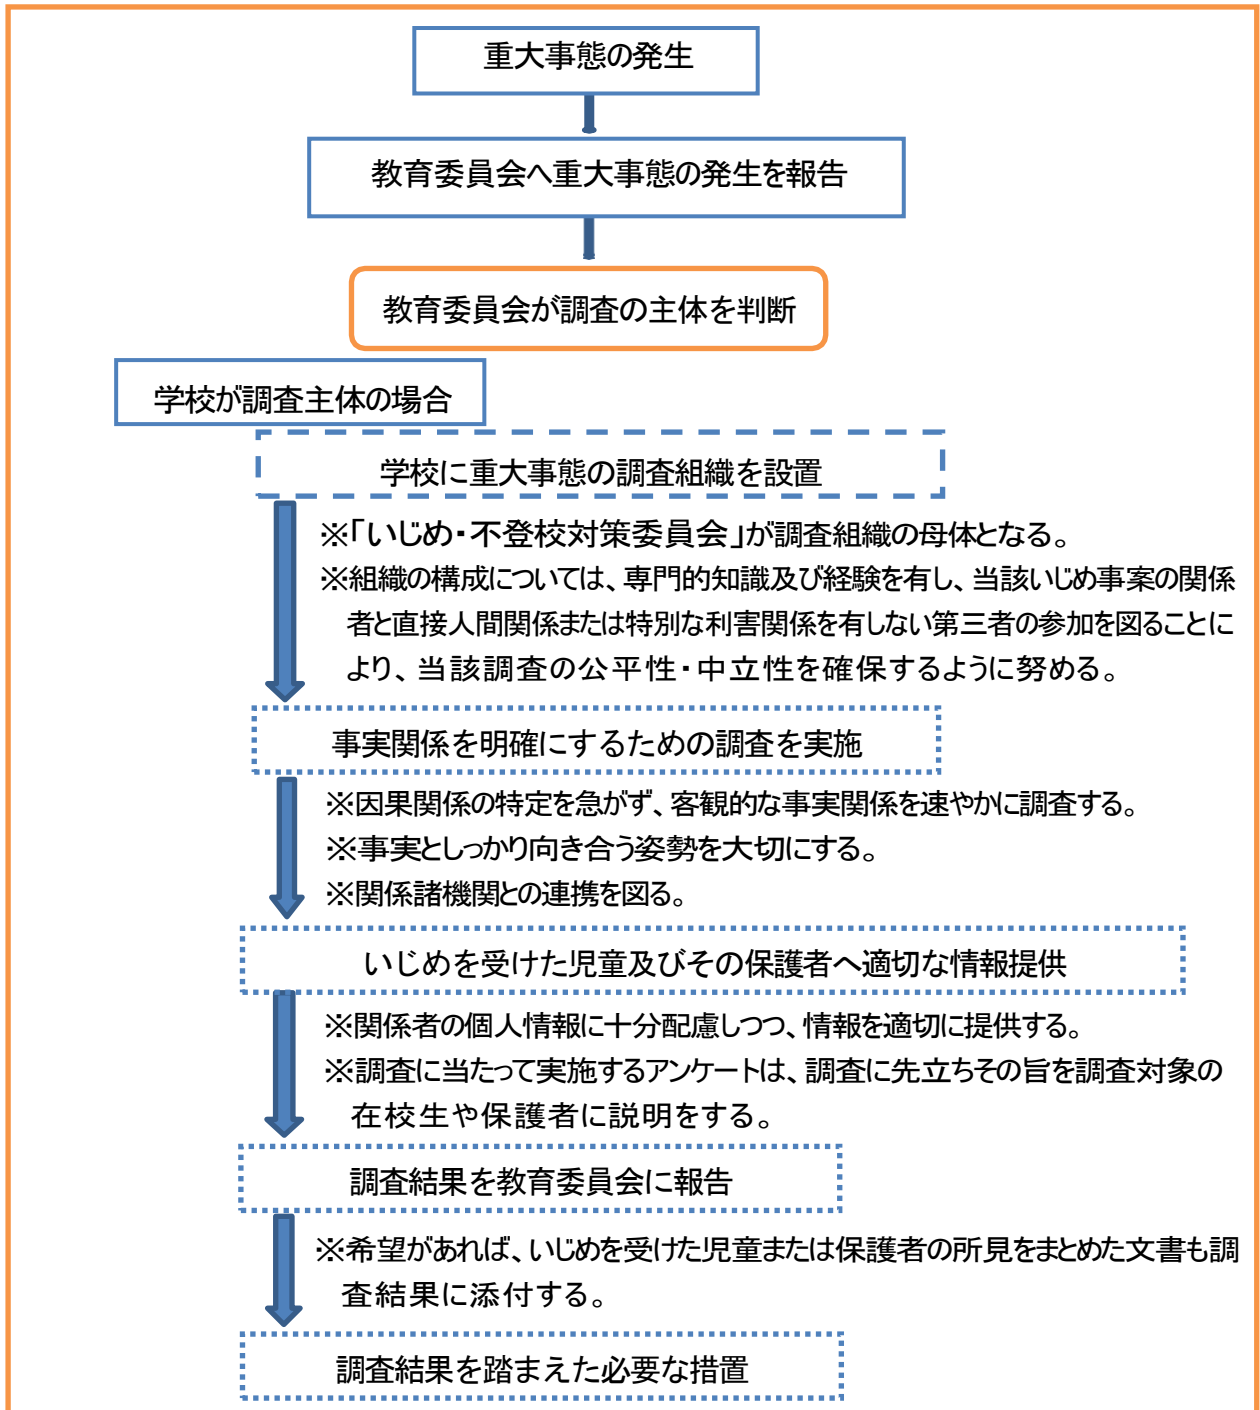 重大事態の発生
教育委員会へ重大事態の発生を報告
教育委員会が調査の主体を判断
学校が調査主体の場合
学校に重大事態の調査組織を設置
※「いじめ・不登校対策委員会」が調査組織の母体となる。
※組織の構成については、専門的知識及び経験を有し、当該いじめ事案の関係
者と直接人間関係または特別な利害関係を有しない第三者の参加を図ることに
より、当該調査の公平性・中立性を確保するように努める。
事実関係を明確にするための調査を実施
※因果関係の特定を急がず、客観的な事実関係を速やかに調査する。
※事実としっかり向き合う姿勢を大切にする。
※関係諸機関との連携を図る。
いじめを受けた児童及びその保護者へ適切な情報提供
※関係者の個人情報に十分配慮しつつ、情報を適切に提供する。
※調査に当たって実施するアンケートは、調査に先立ちその旨を調査対象の
在校生や保護者に説明をする。
調査結果を教育委員会に報告
※希望があれば、いじめを受けた児童または保護者の所見をまとめた文書も調
査結果に添付する。
調査結果を踏まえた必要な措置